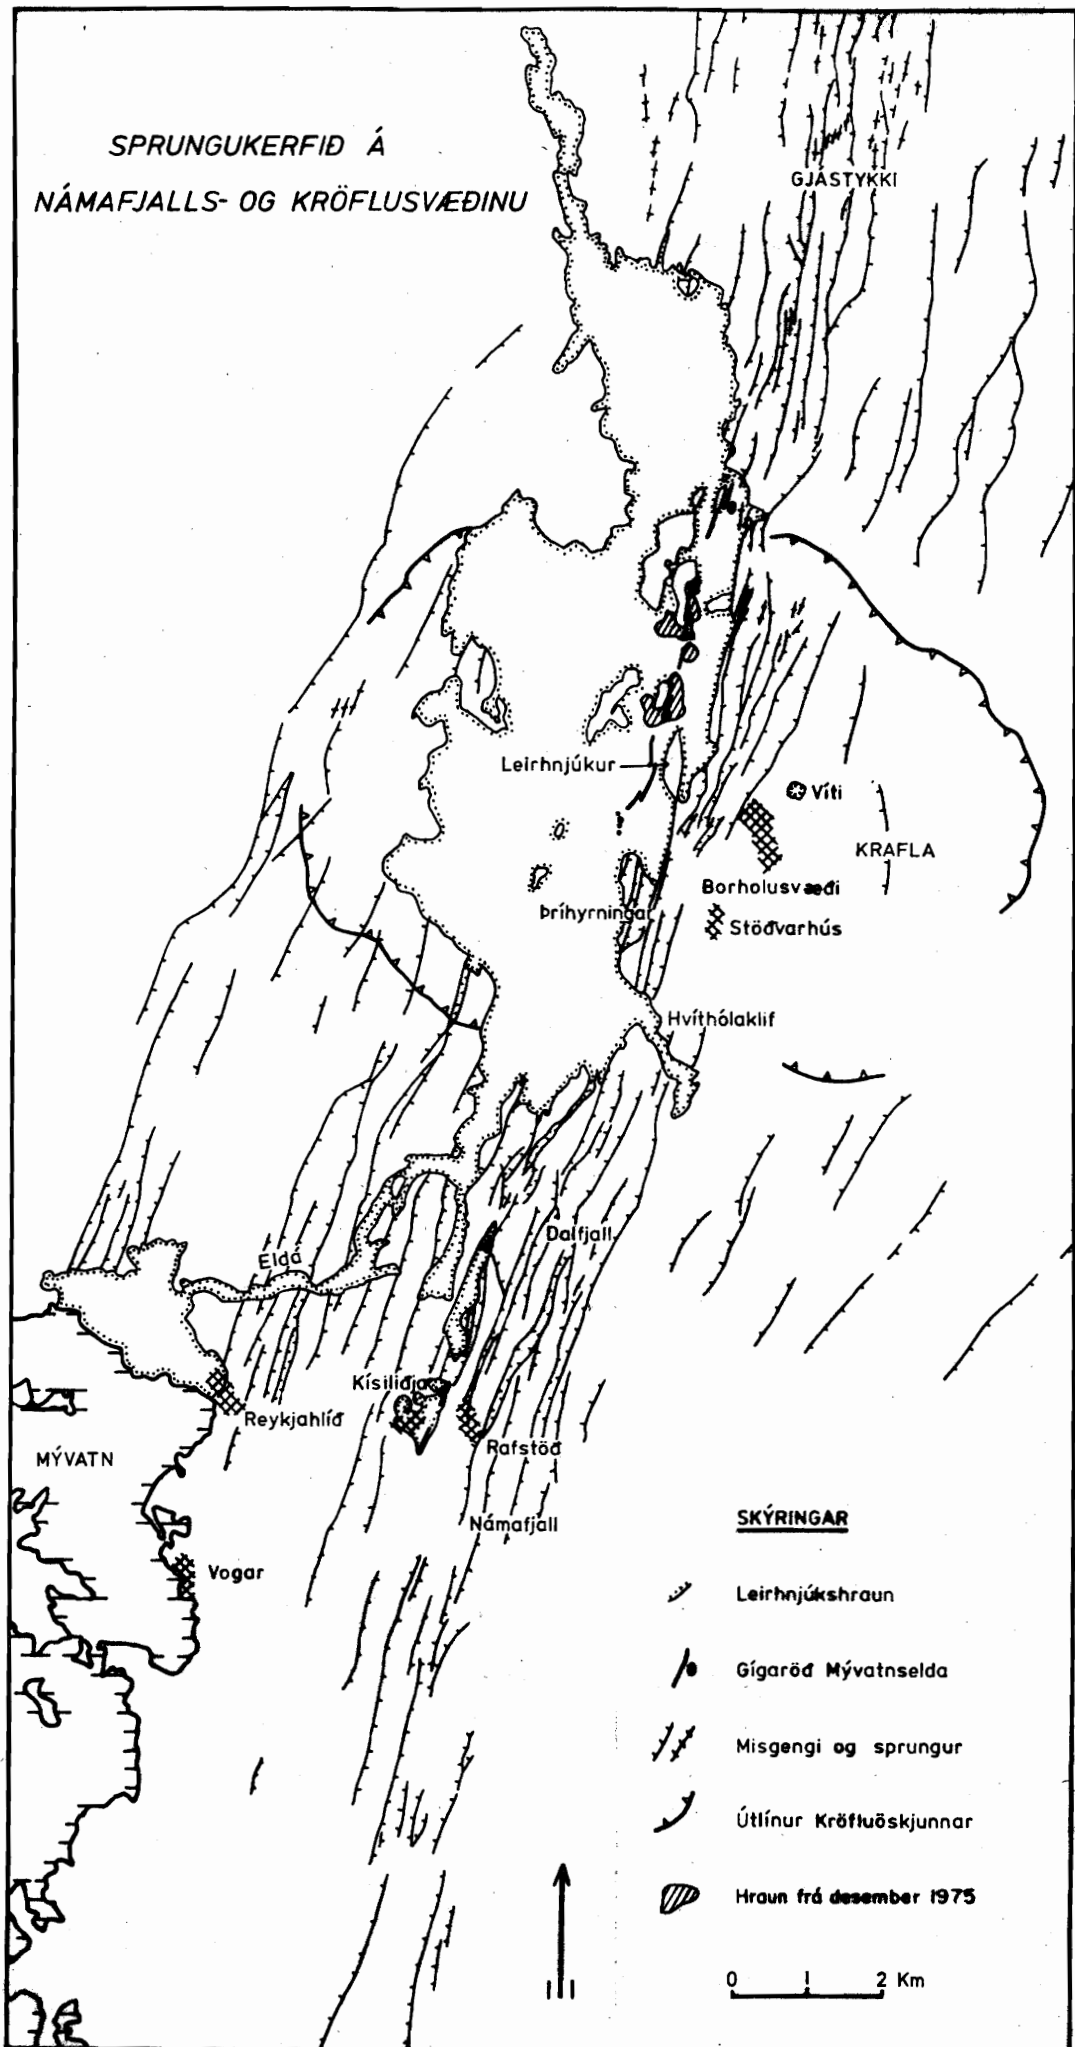 SPRUNGUKERFIÐ Á
NÁMAFJALLS- OG KRÖFLUSVÆÐINU
GJÁSTYKKI
Leirhnjúkur
Víti
KRAFLA
Borholusvæði
Þríhyrningar
Stöðvarhús
Hvíthólaklif
Dalfjall
Eldá
Kísiliðja
Reykjahlíð
Rafstöð
MÝVATN
Námafjall
Vogar
SKÝRINGAR
Leirhnjúkshraun
Gígaröð Mývatnselda
Misgengi og sprungur
Útlínur Kröfluöskjunnar
Hraun frá desember 1975
0 1 2 Km